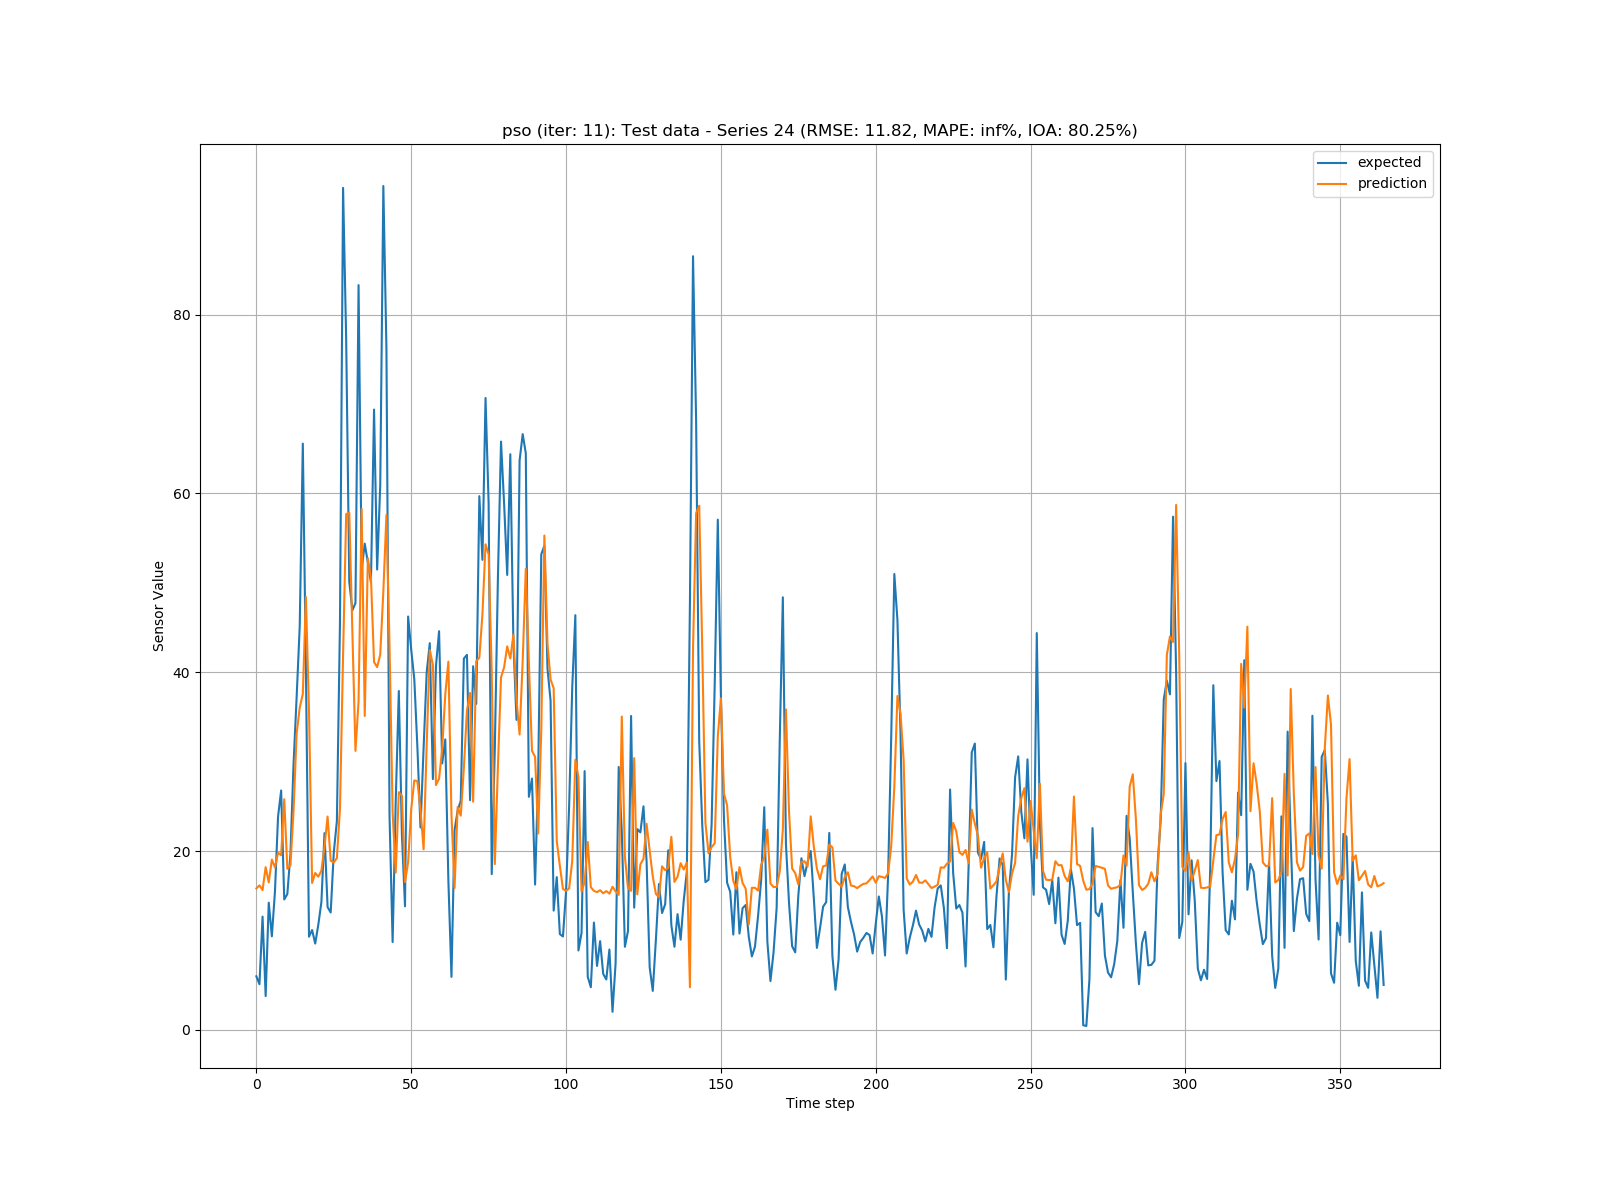 pso (iter: 11): Test data - Series 24 (RMSE: 11.82, MAPE: inf%, IOA: 80.25%)
expected
prediction
Sensor Value
80
60
40
20
0
0 50 100 150 200 250 300 350
Time step